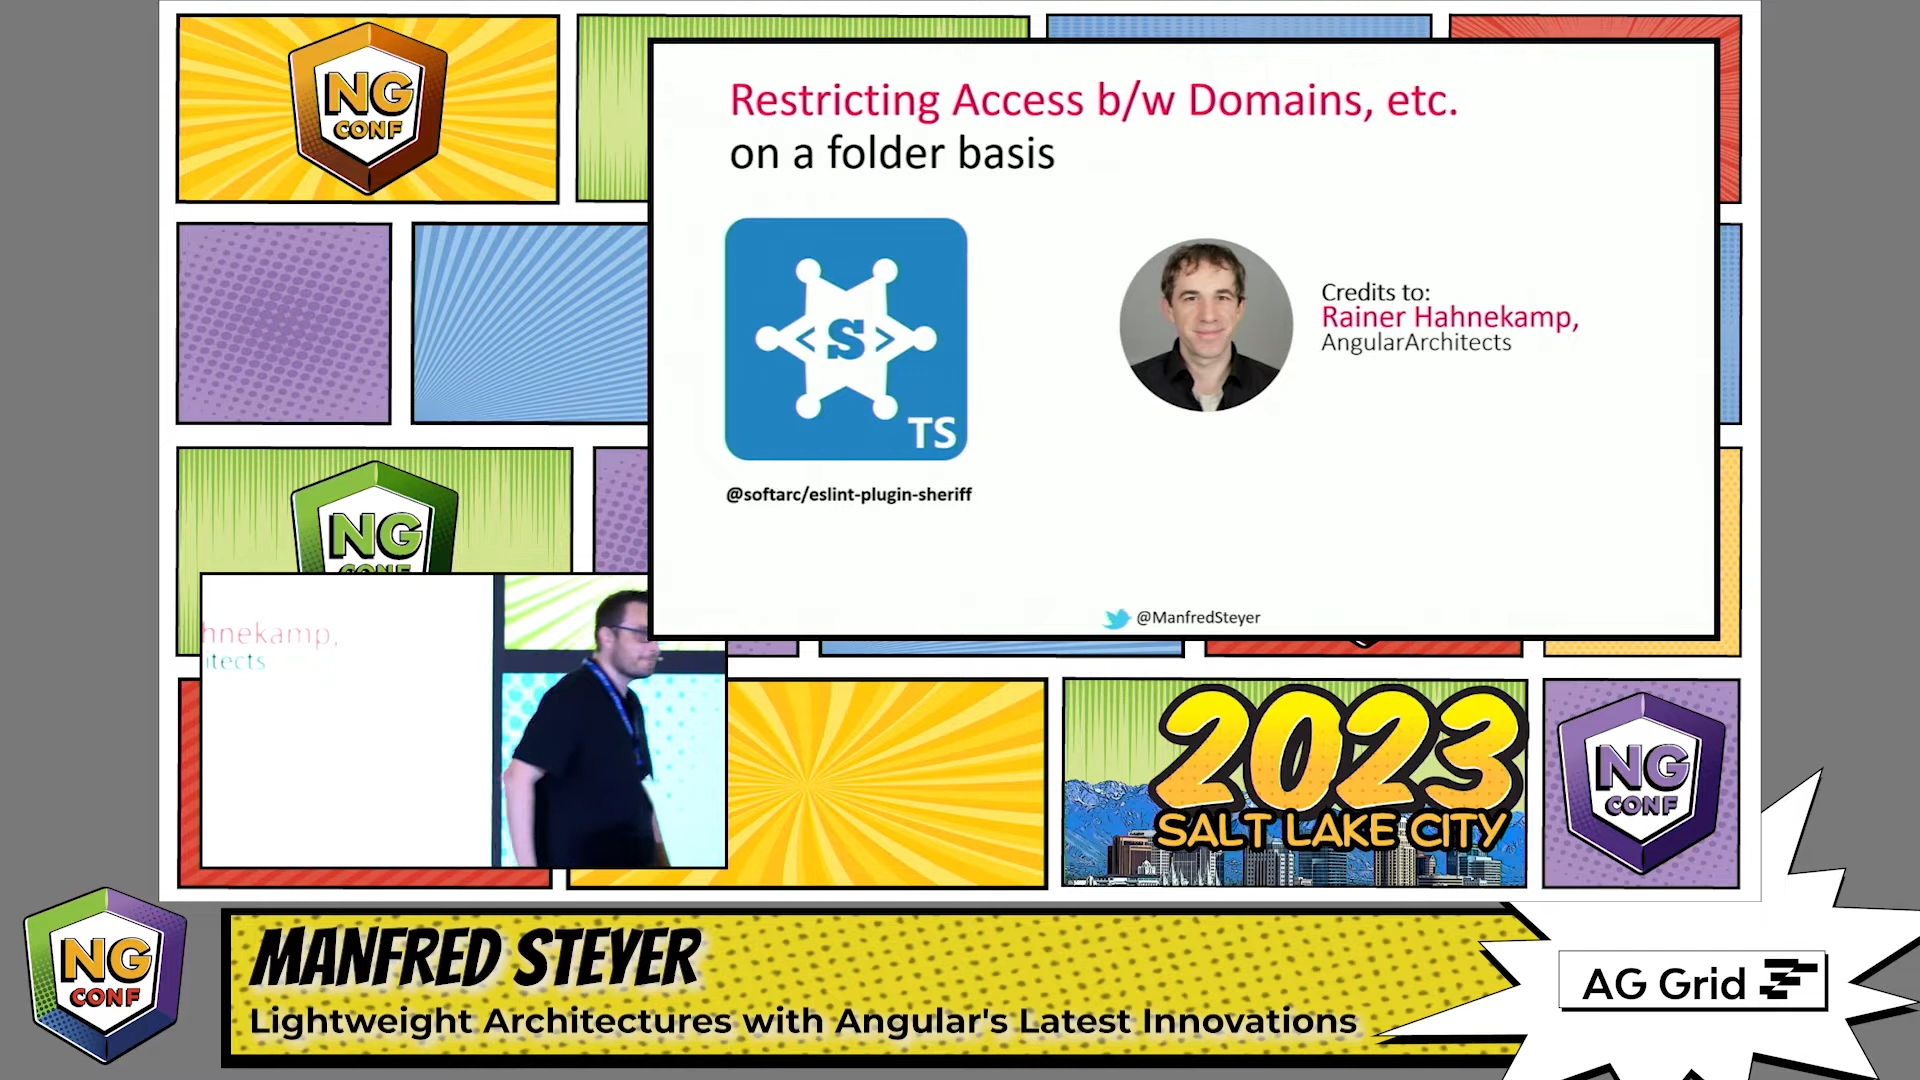 NG
CONF
Restricting Access b/w Domains, etc.
on a folder basis
S
TS
@softarc/eslint-plugin-sheriff
Credits to:
Rainer Hahnekamp,
AngularArchitects
@ManfredSteyer
NG
CONF
hnekamp,
itects
2023
SALT LAKE CITY
NG
CONF
NG
CONF
MANFRED STEYER
Lightweight Architectures with Angular's Latest Innovations
AG Grid